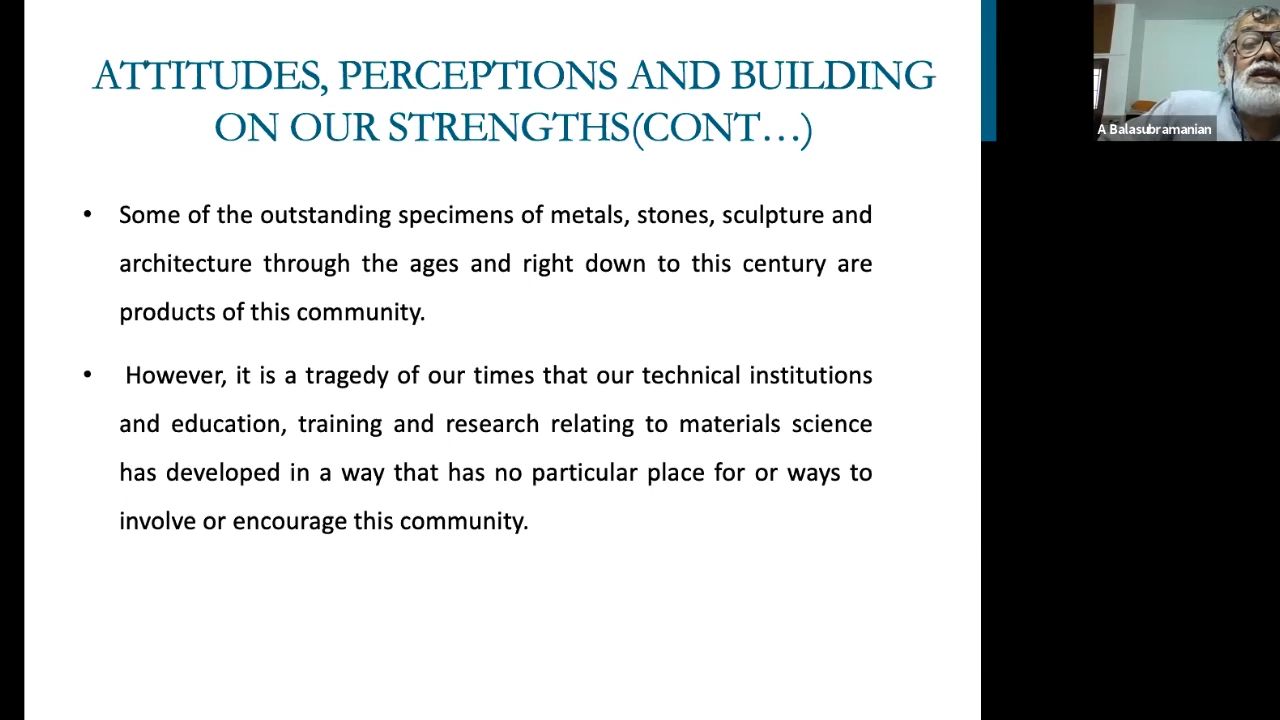 ATTITUDES, PERCEPTIONS AND BUILDING
ON OUR STRENGTHS(CONT…)
A Balasubramanian
• Some of the outstanding specimens of metals, stones, sculpture and
architecture through the ages and right down to this century are
products of this community.
• However, it is a tragedy of our times that our technical institutions
and education, training and research relating to materials science
has developed in a way that has no particular place for or ways to
involve or encourage this community.